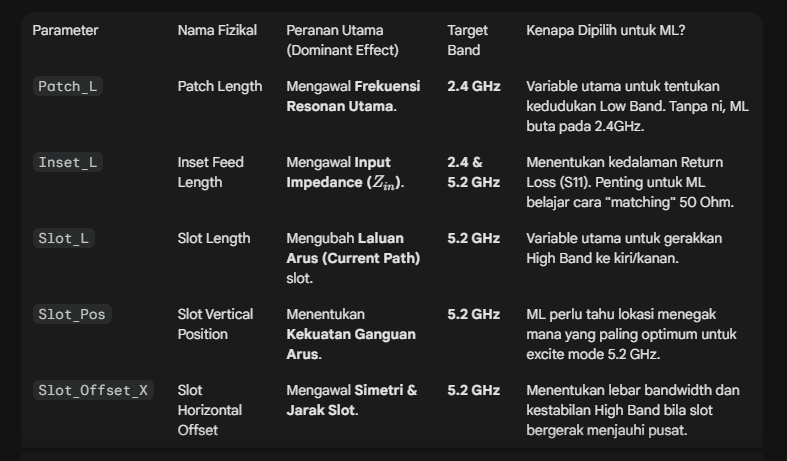 Parameter Nama Fizikal Peranan Utama Target Kenapa Dipilih untuk ML?
(Dominant Effect) Band
Patch_L Patch Length Mengawal Frekuensi 2.4 GHz Variable utama untuk tentukan
Resonan Utama. kedudukan Low Band. Tanpa ni, ML
buta pada 2.4GHz.
Inset_L Inset Feed Mengawal Input 2.4 & Menentukan kedalaman Return
Length Impedance (Zin). 5.2 GHz Loss (S11). Penting untuk ML
belajar cara "matching" 50 Ohm.
Slot_L Slot Length Mengubah Laluan 5.2 GHz Variable utama untuk gerakkan
Arus (Current Path) High Band ke kiri/kanan.
slot.
Slot_Pos Slot Vertical Menentukan 5.2 GHz ML perlu tahu lokasi menegak
Position Kekuatan Ganguan mana yang paling optimum untuk
Arus. excite mode 5.2 GHz.
Slot_Offset_X Slot Mengawal Simetri & 5.2 GHz Menentukan lebar bandwidth dan
Horizontal Jarak Slot. kestabilan High Band bila slot
Offset bergerak menjauhi pusat.